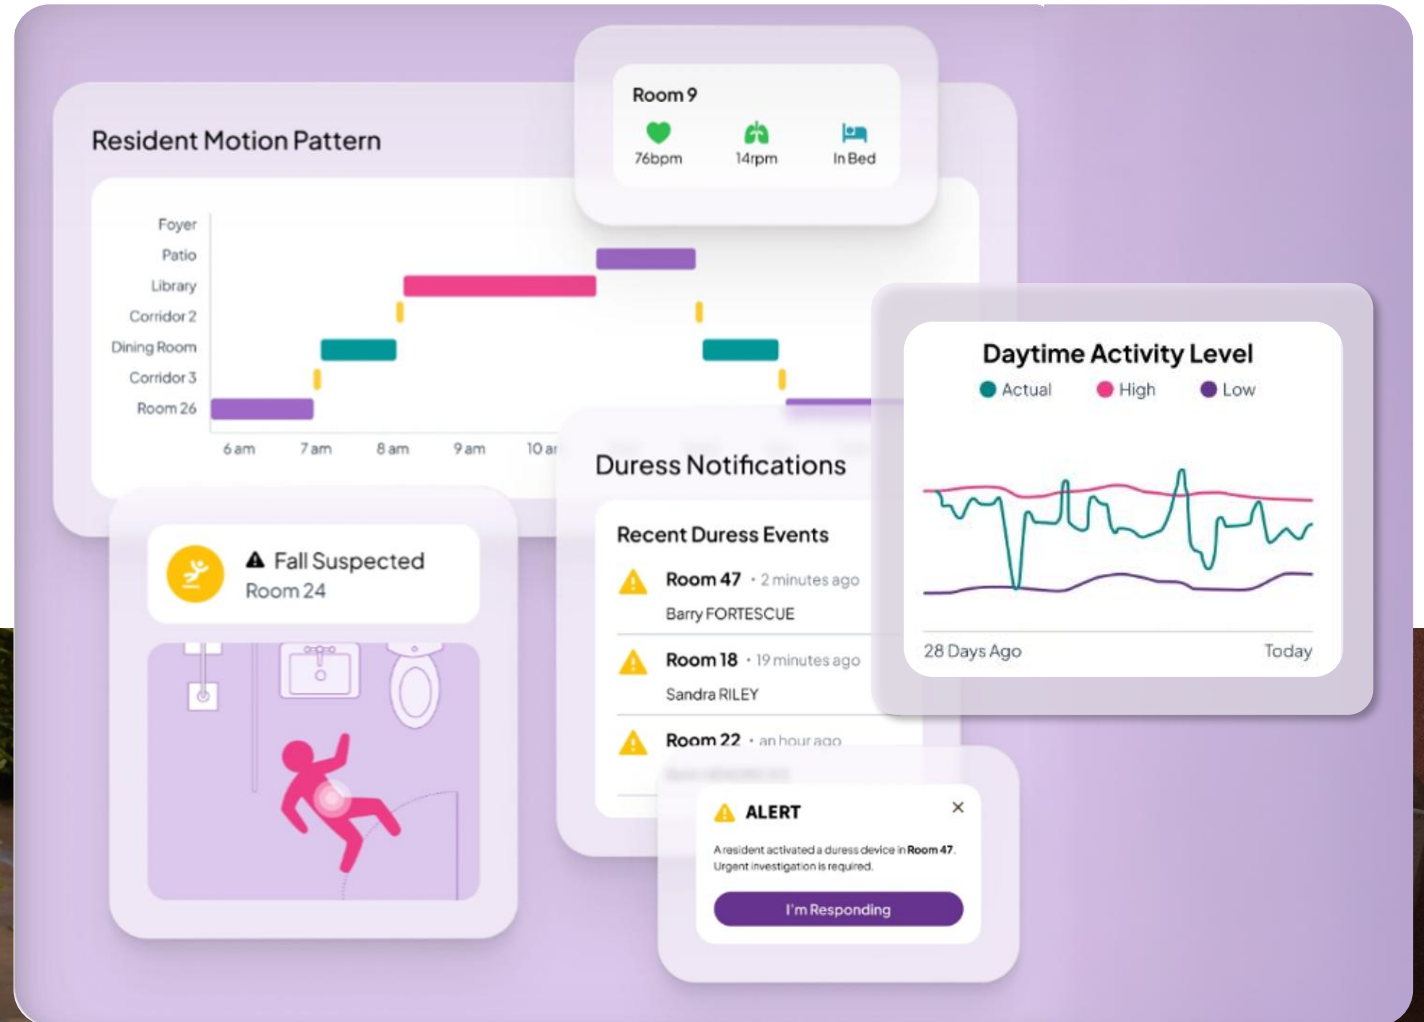 Room 9
76bpm 14rpm In Bed
Resident Motion Pattern
Foyer
Patio
Library
Corridor 2
Dining Room
Corridor 3
Room 26
6 am 7 am 8 am 9 am 10 a
Daytime Activity Level
Actual High Low
28 Days Ago Today
Duress Notifications
Recent Duress Events
Room 47 • 2 minutes ago
Barry FORTESCUE
Room 18 • 19 minutes ago
Sandra RILEY
Room 22 • an hour ago
Fall Suspected
Room 24
ALERT
A resident activated a duress device in Room 47.
Urgent investigation is required.
I'm Responding